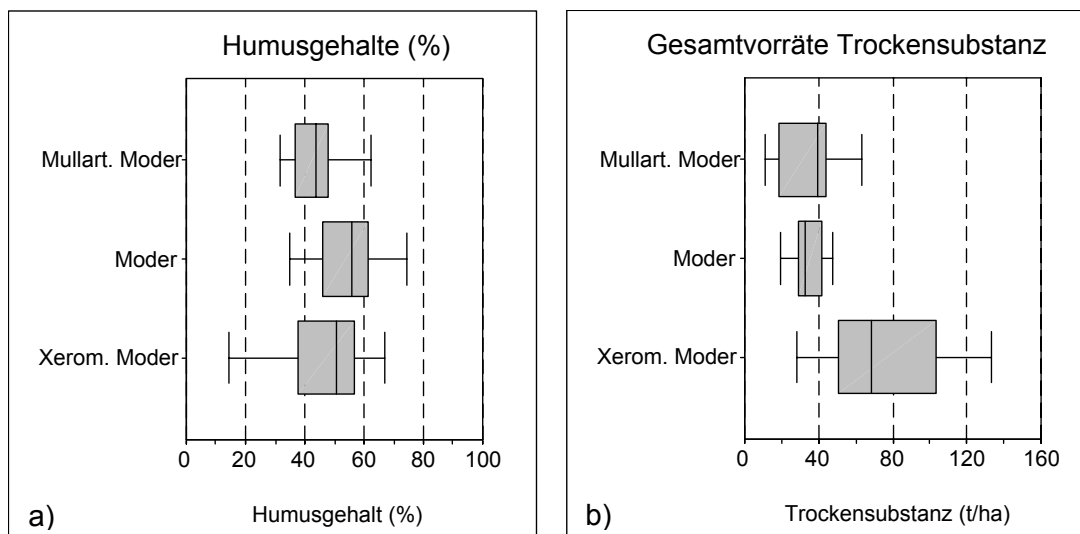 Humusgehalte (%)
Mullart. Moder
Moder
Xerom. Moder
0 20 40 60 80 100
Humusgehalt (%)
a)
Gesamtvorräte Trockensubstanz
Mullart. Moder
Moder
Xerom. Moder
0 40 80 120 160
Trockensubstanz (t/ha)
b)